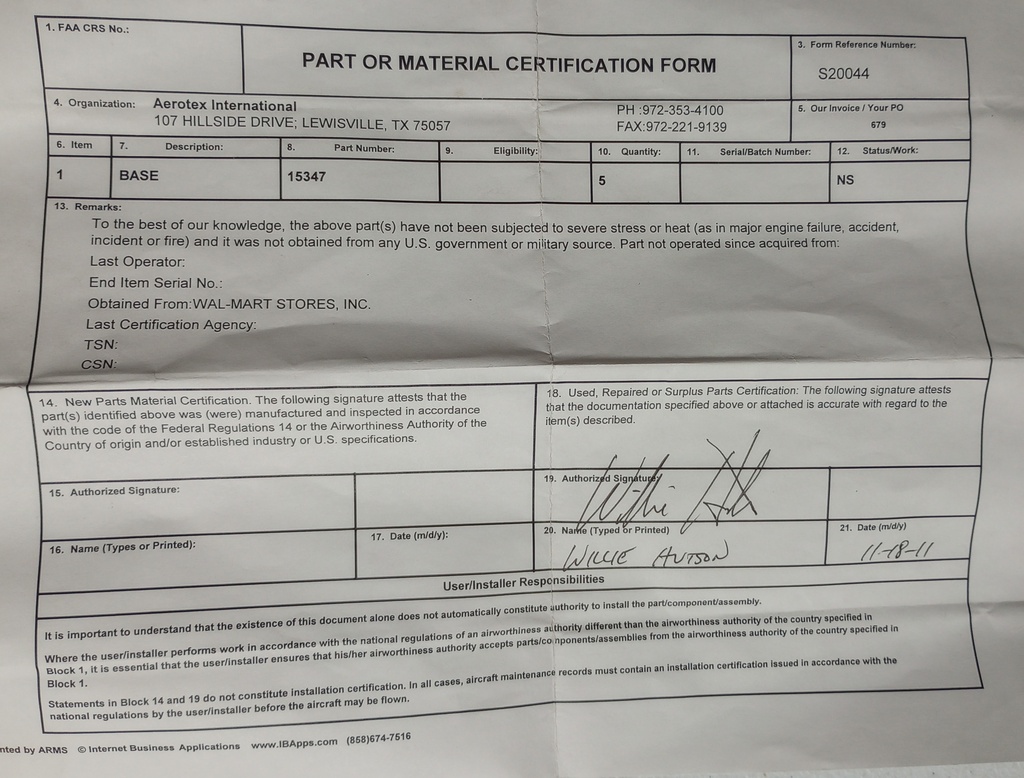 1. FAA CRS No.:
PART OR MATERIAL CERTIFICATION FORM
3. Form Reference Number:
S20044
4. Organization: Aerotex International
107 HILLSIDE DRIVE; LEWISVILLE, TX 75057
PH :972-353-4100
FAX:972-221-9139
5. Our Invoice / Your PO
679
6. Item 7. Description: 8. Part Number: 9. Eligibility: 10. Quantity: 11. Serial/Batch Number: 12. Status/Work:
1 BASE 15347 5 NS
13. Remarks:
To the best of our knowledge, the above part(s) have not been subjected to severe stress or heat (as in major engine failure, accident,
incident or fire) and it was not obtained from any U.S. government or military source. Part not operated since acquired from:
Last Operator:
End Item Serial No.:
Obtained From:WAL-MART STORES, INC.
Last Certification Agency:
TSN:
CSN:
14. New Parts Material Certification. The following signature attests that the
part(s) identified above was (were) manufactured and inspected in accordance
with the code of the Federal Regulations 14 or the Airworthiness Authority of the
Country of origin and/or established industry or U.S. specifications.
18. Used, Repaired or Surplus Parts Certification: The following signature attests
that the documentation specified above or attached is accurate with regard to the
item(s) described.
15. Authorized Signature:
19. Authorized Signature
16. Name (Types or Printed):
17. Date (m/d/y):
20. Name (Typed or Printed)
WILLIE HUTSON
21. Date (m/d/y)
11-18-11
User/Installer Responsibilities
It is important to understand that the existence of this document alone does not automatically constitute authority to install the part/component/assembly.
Where the user/installer performs work in accordance with the national regulations of an airworthiness authority different than the airworthiness authority of the country specified in
Block 1, it is essential that the user/installer ensures that his/her airworthiness authority accepts parts/components/assemblies from the airworthiness authority of the country specified in
Block 1.
Statements in Block 14 and 19 do not constitute installation certification. In all cases, aircraft maintenance records must contain an installation certification issued in accordance with the
national regulations by the user/installer before the aircraft may be flown.
nted by ARMS © Internet Business Applications www.IBApps.com (858)674-7516